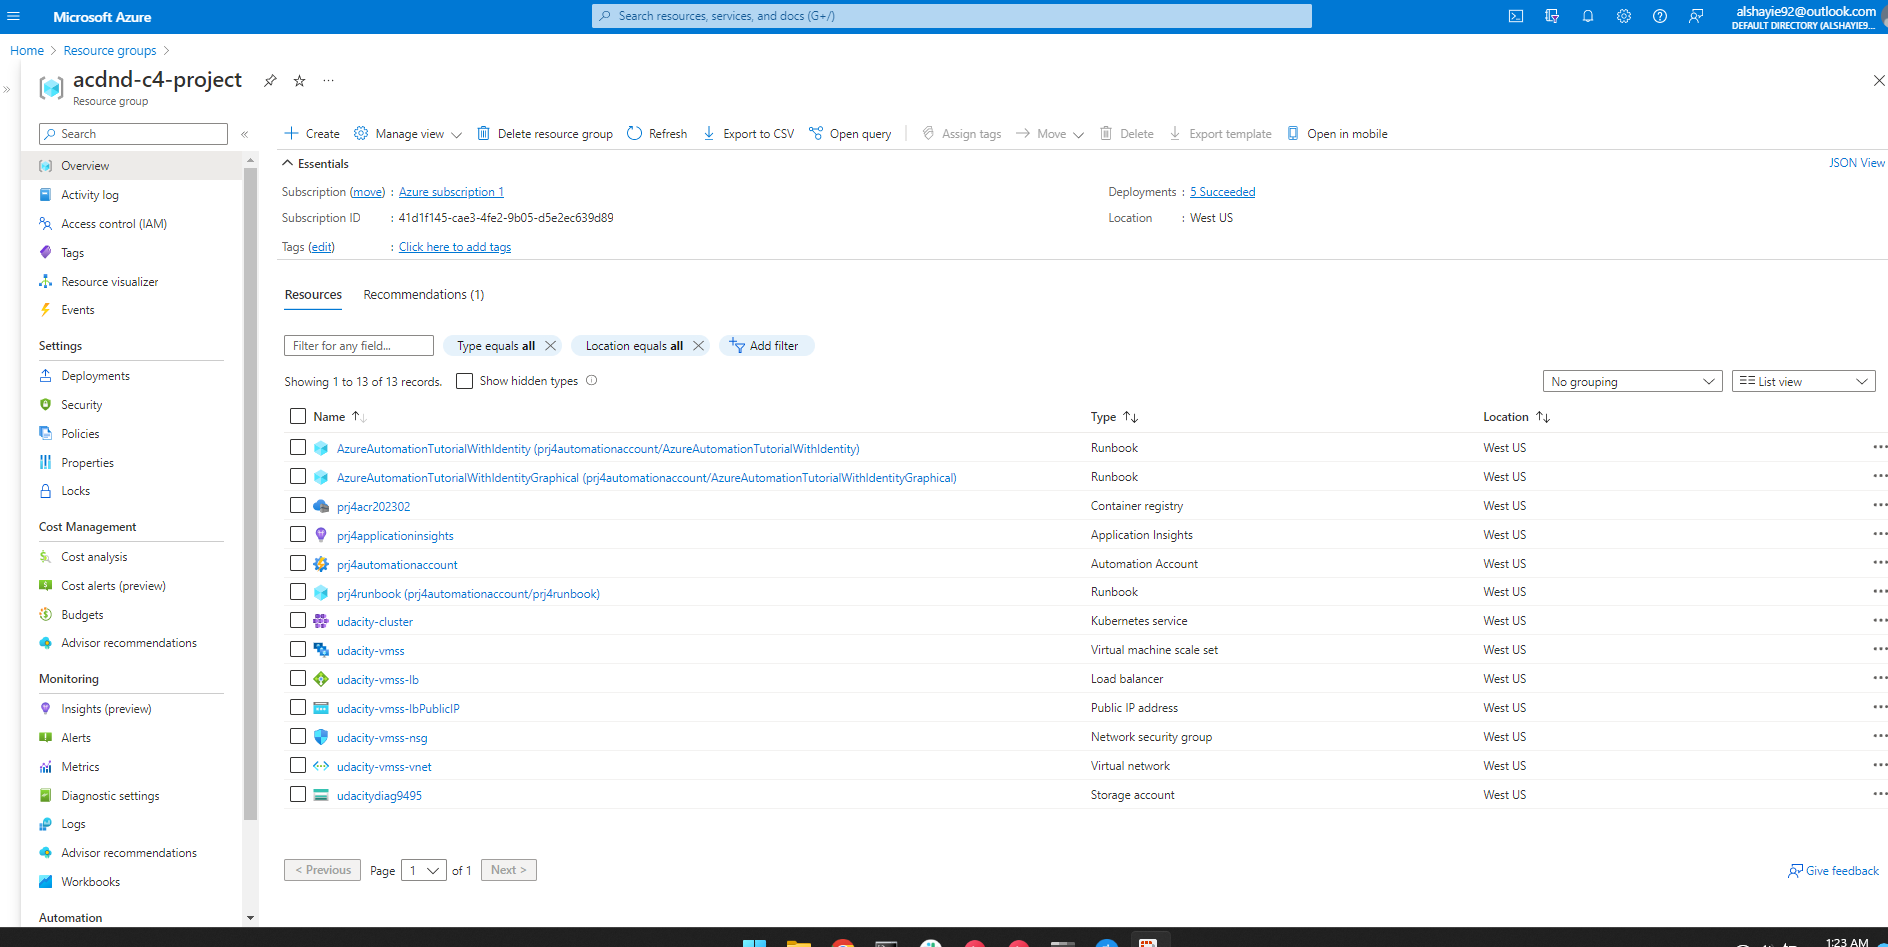 Microsoft Azure
Search resources, services, and docs (G+/)
alshayie92@outlook.com
DEFAULT DIRECTORY (ALSHAYIE9...
Home > Resource groups >
acdnd-c4-project
Resource group
Search
Overview
Activity log
Access control (IAM)
Tags
Resource visualizer
Events
Settings
Deployments
Security
Policies
Properties
Locks
Cost Management
Cost analysis
Cost alerts (preview)
Budgets
Advisor recommendations
Monitoring
Insights (preview)
Alerts
Metrics
Diagnostic settings
Logs
Advisor recommendations
Workbooks
Automation
Create Manage view Delete resource group Refresh Export to CSV Open query Assign tags Move Delete Export template Open in mobile
Essentials JSON View
Subscription (move) : Azure subscription 1 Deployments : 5 Succeeded
Subscription ID : 41d1f145-cae3-4fe2-9b05-d5e2ec639d89 Location : West US
Tags (edit) : Click here to add tags
Resources Recommendations (1)
Filter for any field... Type equals all Location equals all Add filter
Showing 1 to 13 of 13 records. Show hidden types No grouping List view
Name Type Location
AzureAutomationTutorialWithIdentity (prj4automationaccount/AzureAutomationTutorialWithIdentity) Runbook West US
AzureAutomationTutorialWithIdentityGraphical (prj4automationaccount/AzureAutomationTutorialWithIdentityGraphical) Runbook West US
prj4acr202302 Container registry West US
prj4applicationinsights Application Insights West US
prj4automationaccount Automation Account West US
prj4runbook (prj4automationaccount/prj4runbook) Runbook West US
udacity-cluster Kubernetes service West US
udacity-vmss Virtual machine scale set West US
udacity-vmss-lb Load balancer West US
udacity-vmss-lbPublicIP Public IP address West US
udacity-vmss-nsg Network security group West US
udacity-vmss-vnet Virtual network West US
udacitydiag9495 Storage account West US
< Previous Page 1 of 1 Next >
Give feedback
1:23 AM